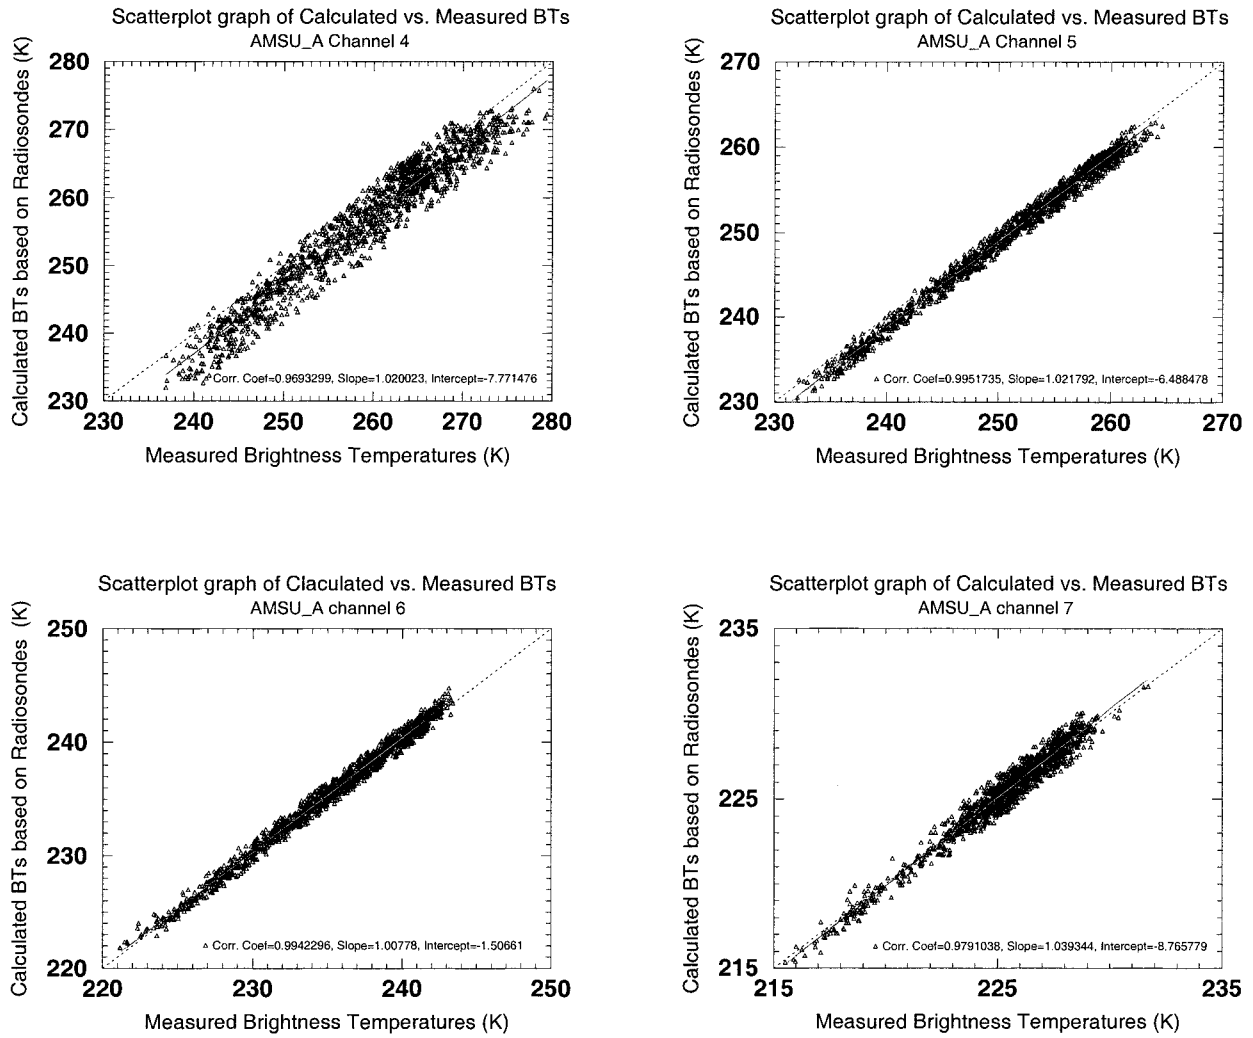 Scatterplot graph of Calculated vs. Measured BTs
AMSU_A Channel 4
Calculated BTs based on Radiosondes (K)
280
270
260
250
240
230
Corr. Coef=0.9693299, Slope=1.020023, Intercept=-7.771476
230 240 250 260 270 280
Measured Brightness Temperatures (K)
Scatterplot graph of Calculated vs. Measured BTs
AMSU_A Channel 5
Calculated BTs based on Radiosondes (K)
270
260
250
240
230
Corr. Coef=0.9951735, Slope=1.021792, Intercept=-6.488478
230 240 250 260 270
Measured Brightness Temperatures (K)
Scatterplot graph of Claculated vs. Measured BTs
AMSU_A channel 6
Calculated BTs based on Radiosondes (K)
250
240
230
220
Corr. Coef=0.9942296, Slope=1.00778, Intercept=-1.50661
220 230 240 250
Measured Brightness Temperatures (K)
Scatterplot graph of Calculated vs. Measured BTs
AMSU_A channel 7
Calculated BTs based on Radiosondes (K)
235
225
215
Corr. Coef=0.9791038, Slope=1.039344, Intercept=-8.765779
215 225 235
Measured Brightness Temperatures (K)